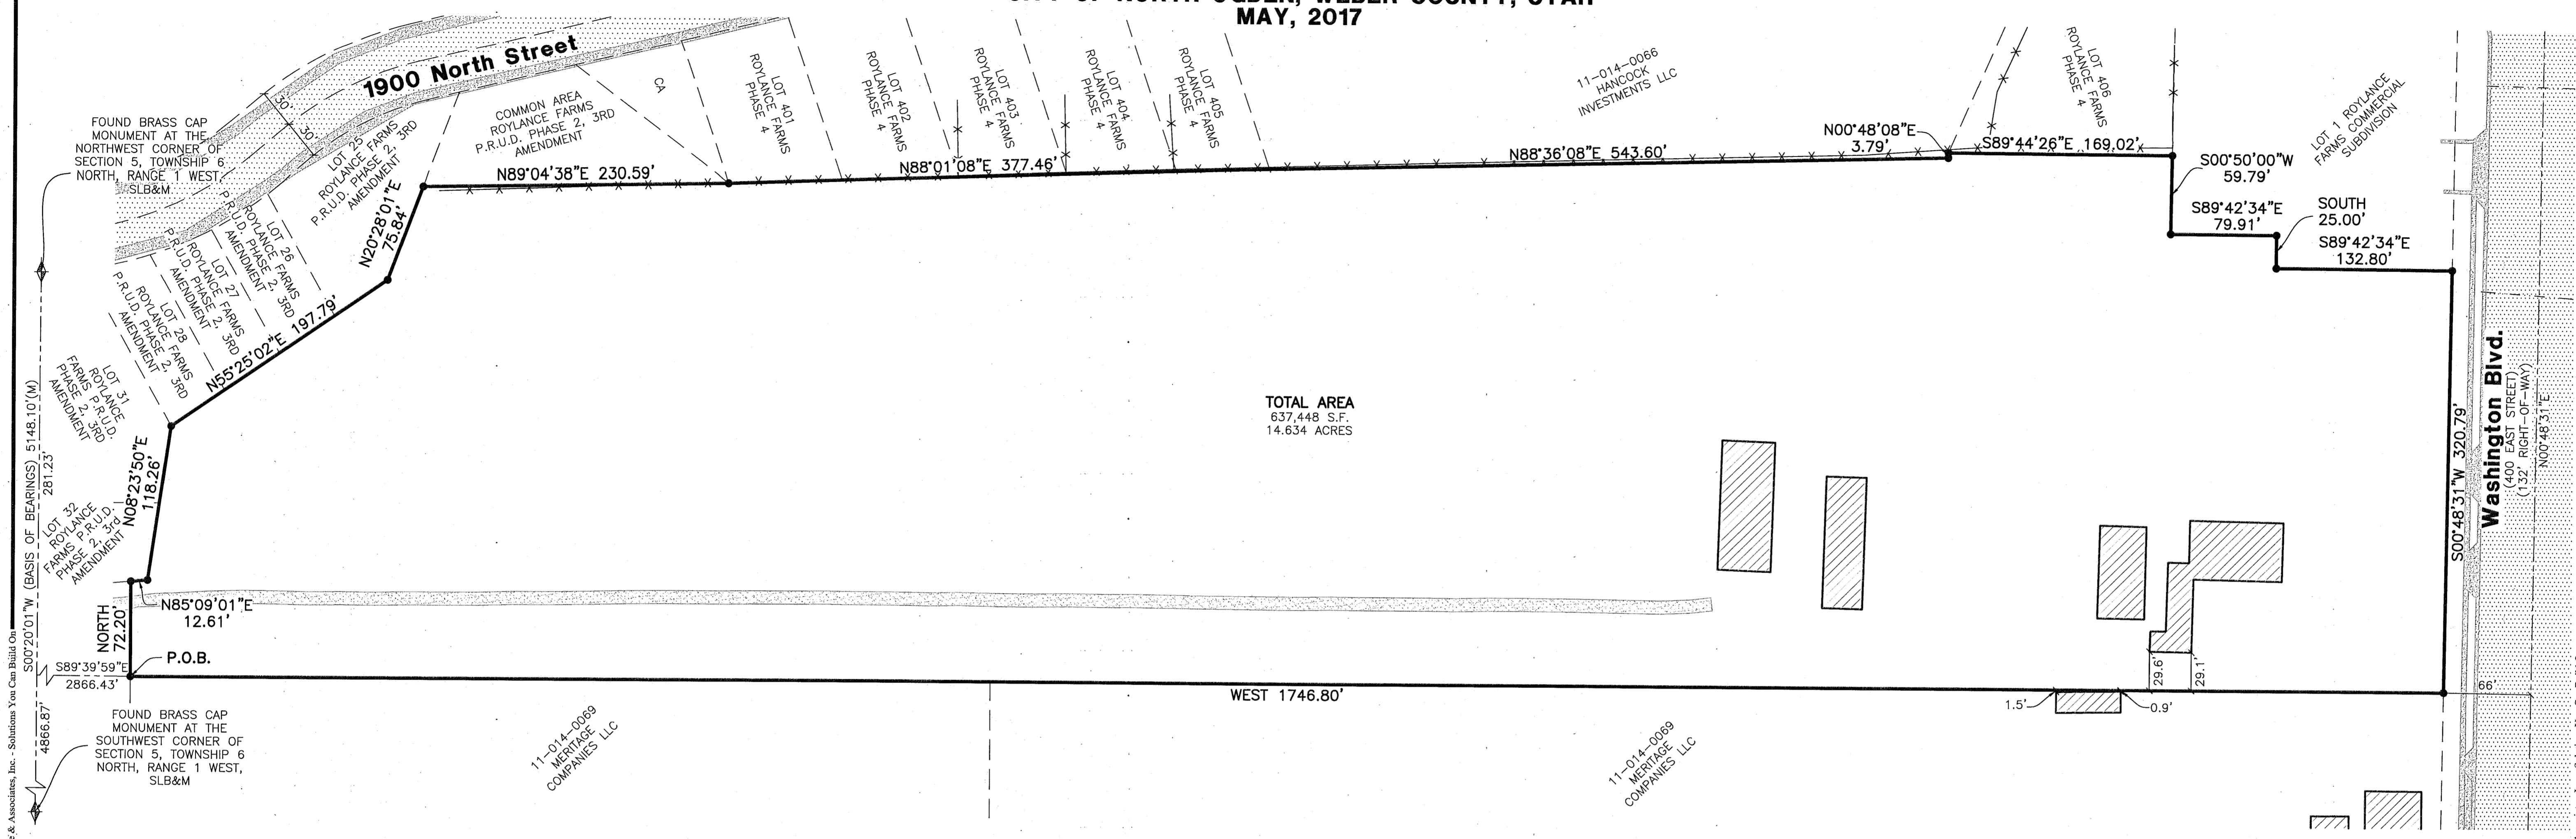 MAY, 2017
1900 North Street
30'
30'
FOUND BRASS CAP
MONUMENT AT THE
NORTHWEST CORNER OF
SECTION 5, TOWNSHIP 6
NORTH, RANGE 1 WEST,
SLB&M
COMMON AREA
ROYLANCE FARMS
P.R.U.D. PHASE 2, 3RD
AMENDMENT
CA
LOT 401
ROYLANCE FARMS
PHASE 4
LOT 402
ROYLANCE FARMS
PHASE 4
LOT 403
ROYLANCE FARMS
PHASE 4
LOT 404
ROYLANCE FARMS
PHASE 4
LOT 405
ROYLANCE FARMS
PHASE 4
11-014-0066
HANCOCK
INVESTMENTS LLC
LOT 406
ROYLANCE FARMS
PHASE 4
LOT 1 ROYLANCE
FARMS COMMERCIAL
SUBDIVISION
LOT 25
ROYLANCE FARMS
P.R.U.D. PHASE 2, 3RD
AMENDMENT
LOT 26
ROYLANCE FARMS
P.R.U.D. PHASE 2, 3RD
AMENDMENT
LOT 27
ROYLANCE FARMS
P.R.U.D. PHASE 2, 3RD
AMENDMENT
LOT 28
ROYLANCE FARMS
P.R.U.D. PHASE 2, 3RD
AMENDMENT
LOT 31
ROYLANCE
FARMS P.R.U.D.
PHASE 2, 3RD
AMENDMENT
LOT 32
ROYLANCE
FARMS P.R.U.D.
PHASE 2, 3rd
AMENDMENT
N89°04'38"E 230.59'
N88°01'08"E 377.46'
N88°36'08"E 543.60'
N00°48'08"E
3.79'
S89°44'26"E 169.02'
S00°50'00"W
59.79'
S89°42'34"E
79.91'
SOUTH
25.00'
S89°42'34"E
132.80'
N20°28'01"E
75.84'
N55°25'02"E 197.79'
N08°23'50"E
118.26'
N85°09'01"E
12.61'
NORTH
72.20'
P.O.B.
S89°39'59"E
2866.43'
S00°20'01"W (BASIS OF BEARINGS) 5148.10'(M)
281.23'
4866.87'
FOUND BRASS CAP
MONUMENT AT THE
SOUTHWEST CORNER OF
SECTION 5, TOWNSHIP 6
NORTH, RANGE 1 WEST,
SLB&M
TOTAL AREA
637,448 S.F.
14.634 ACRES
WEST 1746.80'
S00°48'31"W 320.79'
Washington Blvd.
(400 EAST STREET)
(132' RIGHT-OF-WAY)
N00°48'31"E
66'
29.6'
29.1'
1.5'
0.9'
11-014-0069
MERITAGE
COMPANIES LLC
11-014-0069
MERITAGE
COMPANIES LLC
& Associates, Inc. - Solutions You Can Build On